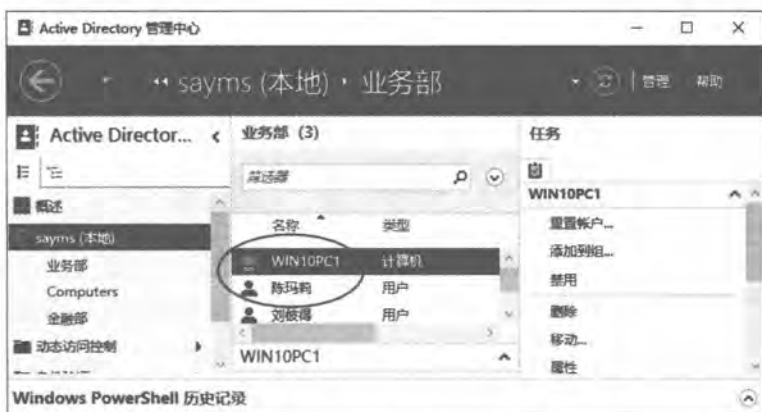 Active Directory 管理中心
sayms (本地) 业务部
管理 帮助
Active Director...
概述
sayms (本地)
业务部
Computers
金融部
动态访问控制
业务部 (3)
筛选器
名称 类型
WIN10PC1 计算机
陈玛莉 用户
刘彼得 用户
WIN10PC1
任务
WIN10PC1
重置帐户...
添加到组...
禁用
删除
移动...
属性
Windows PowerShell 历史记录